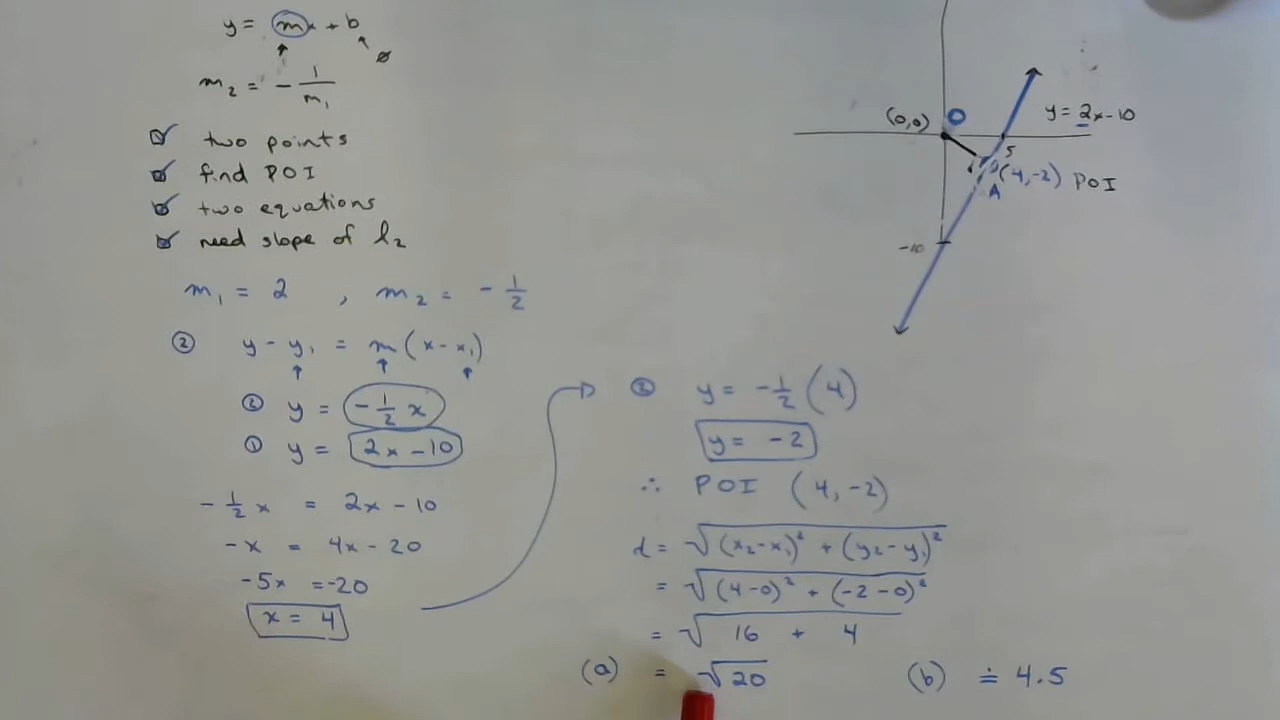 y = mx + b
∅
m₂ = - 1/m₁
two points
find POI
two equations
need slope of l₂
m₁ = 2 , m₂ = - 1/2
② y - y₁ = m(x - x₁)
② y = -1/2 x
① y = 2x - 10
-1/2 x = 2x - 10
-x = 4x - 20
-5x = -20
x = 4
(0,0) O
y = 2x - 10
5
(4,-2) POI
A
-10
② y = -1/2 (4)
y = -2
∴ POI (4, -2)
d = √(x₂-x₁)² + (y₂-y₁)²
= √(4-0)² + (-2-0)²
= √16 + 4
(a) = √20 (b) ≐ 4.5